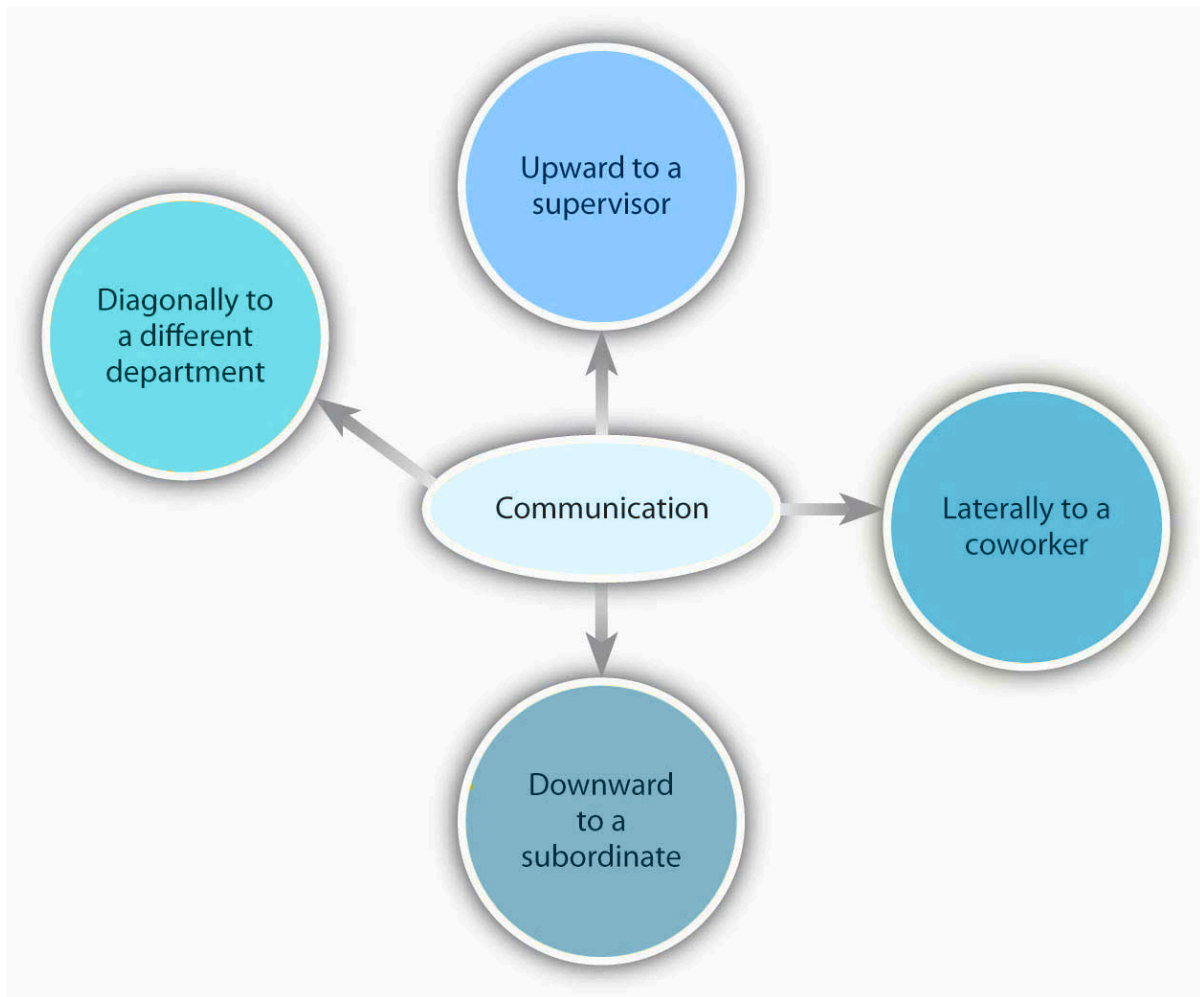 Upward to a
supervisor
Diagonally to
a different
department
Communication
Laterally to a
coworker
Downward
to a
subordinate